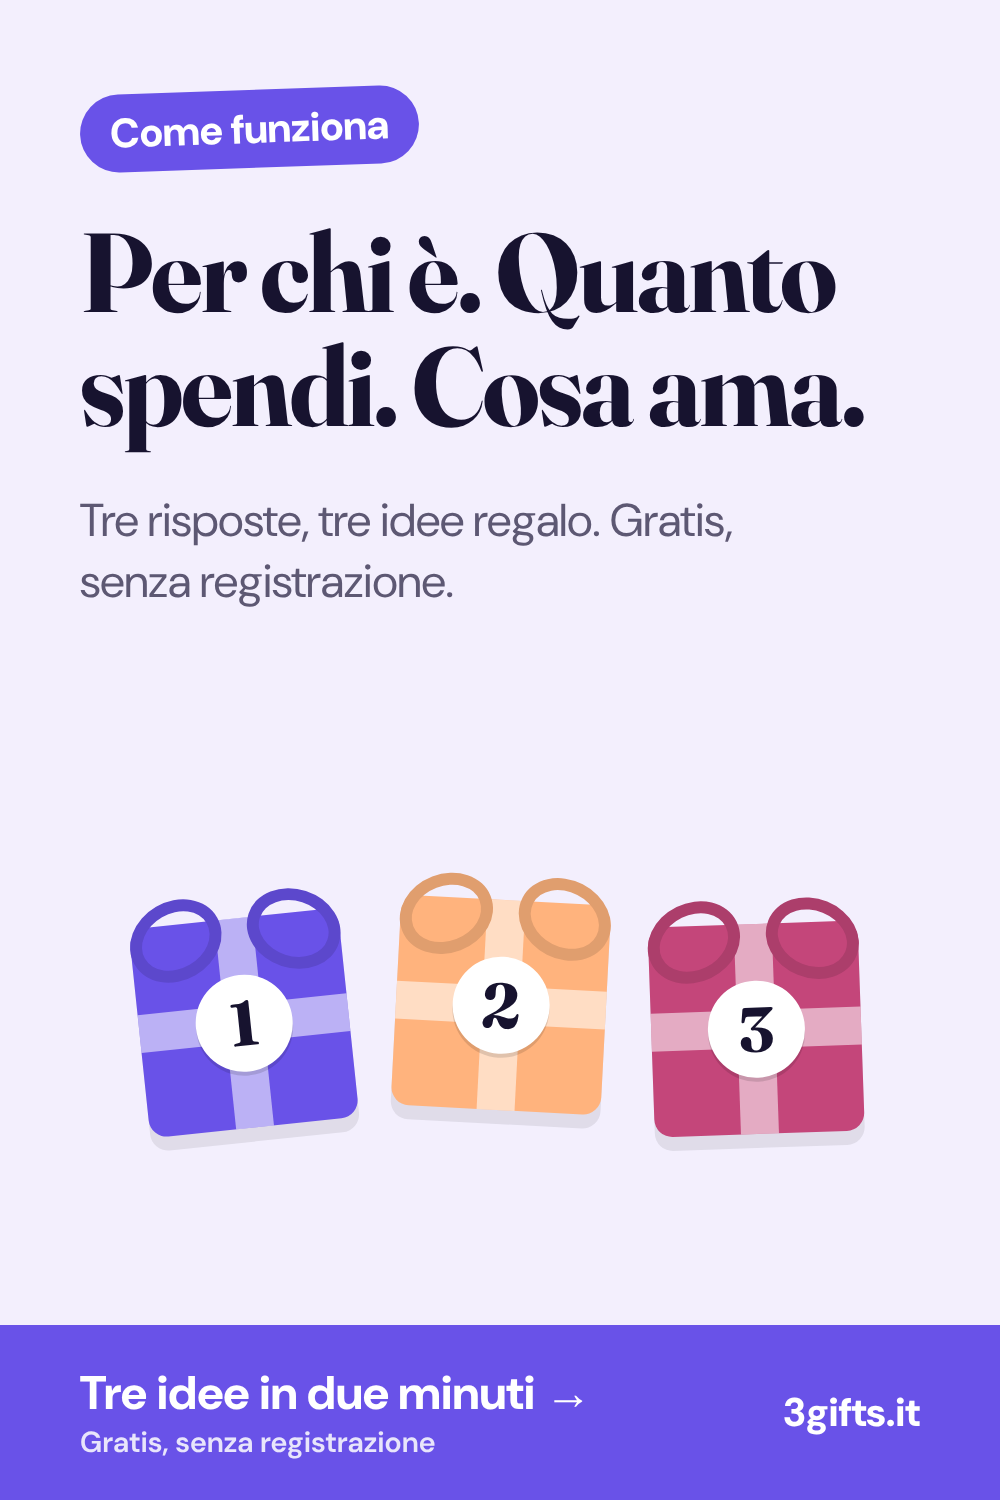 Come funziona
Per chi è. Quanto
spendi. Cosa ama.
Tre risposte, tre idee regalo. Gratis,
senza registrazione.
1
2
3
Tre idee in due minuti →
Gratis, senza registrazione
3gifts.it